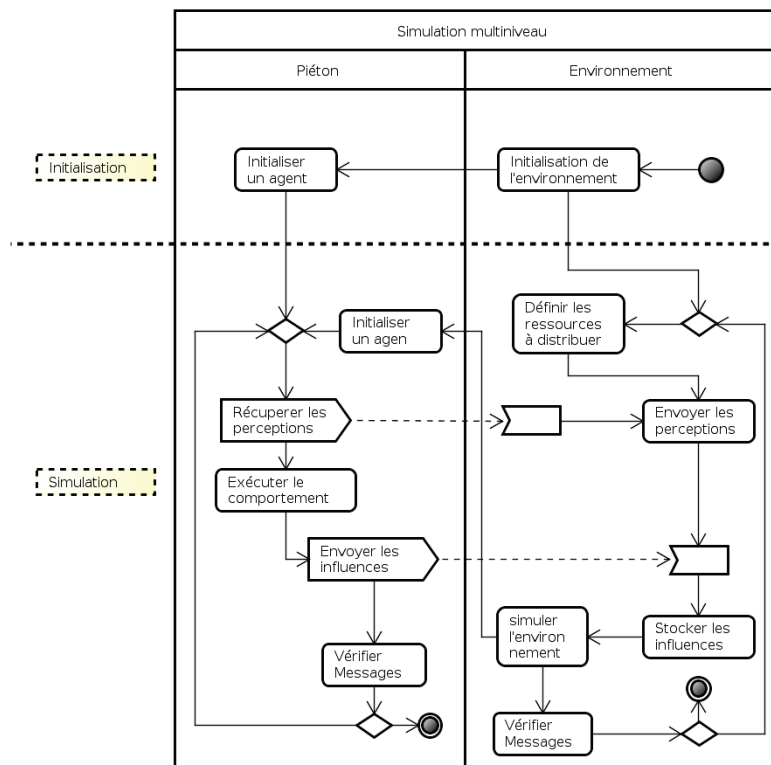 Simulation multiniveau
Piéton
Environnement
Initialisation
Initialiser
un agent
Initialisation de
l'environnement
Initialiser
un agen
Définir les
ressources
à distribuer
Récuperer les
perceptions
Envoyer les
perceptions
Simulation
Exécuter le
comportement
Envoyer les
influences
simuler
l'environ
nement
Stocker les
influences
Vérifier
Messages
Vérifier
Messages